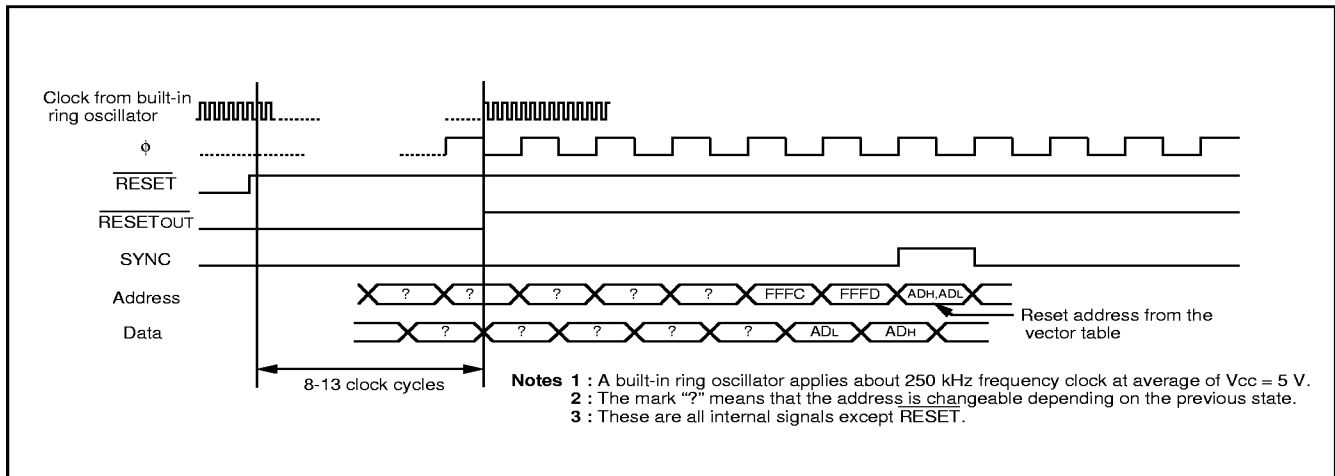 Clock from built-in
ring oscillator
ϕ
RESET
RESETOUT
SYNC
Address
? ? ? ? ? FFFC FFFD ADH,ADL
Data
? ? ? ? ? ADL ADH
Reset address from the
vector table
8-13 clock cycles
Notes 1 : A built-in ring oscillator applies about 250 kHz frequency clock at average of Vcc = 5 V.
2 : The mark “?” means that the address is changeable depending on the previous state.
3 : These are all internal signals except RESET.